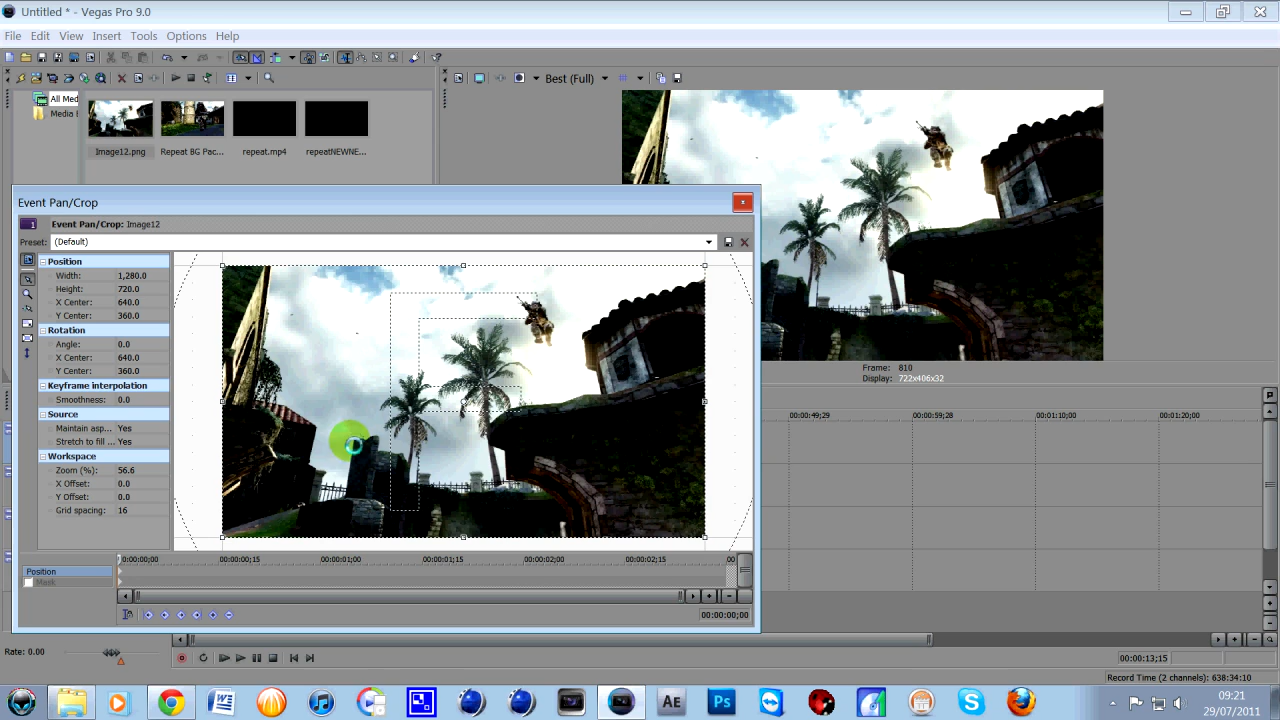 Untitled * - Vegas Pro 9.0
File Edit View Insert Tools Options Help
Best (Full)
All Med
Media
Image12.png
Repeat BG Pac...
repeat.mp4
repeatNEWNE...
Event Pan/Crop
1
Event Pan/Crop: Image12
Preset: (Default)
Position
Width: 1,280.0
Height: 720.0
X Center: 640.0
Y Center: 360.0
Rotation
Angle: 0.0
X Center: 640.0
Y Center: 360.0
Keyframe interpolation
Smoothness: 0.0
Source
Maintain asp... Yes
Stretch to fill ... Yes
Workspace
Zoom (%): 56.6
X Offset: 0.0
Y Offset: 0.0
Grid spacing: 16
Frame: 810
Display: 722x406x32
00:00:49;29 00:00:59;28 00:01:10;00 00:01:20;00
0:00:00;00 00:00:00;15 00:00:01;00 00:00:01;15 00:00:02;00 00:00:02;15 00
Position
Mask
00:00:00;00
Rate: 0.00
00:00:13;15
Record Time (2 channels): 638:34:10
W AE Ps S
09:21
29/07/2011